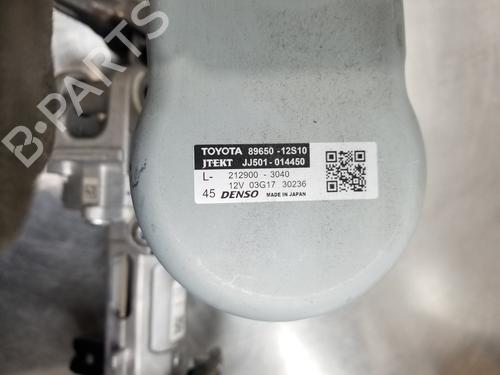 TOYOTA 89650-12S10
JTEKT JJ501-014450
L- 212900-3040
12V 03G17 30236
45 DENSO MADE IN JAPAN
B-PARTS